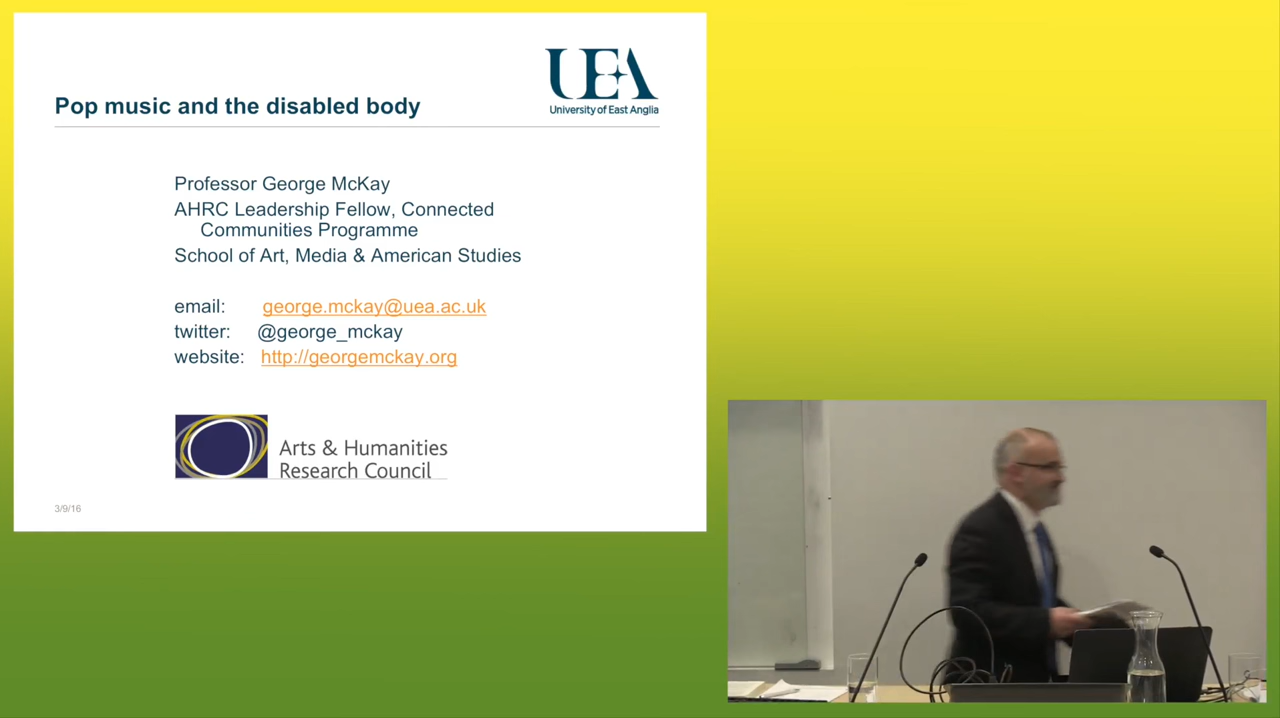 UEA
University of East Anglia
Pop music and the disabled body
Professor George McKay
AHRC Leadership Fellow, Connected
Communities Programme
School of Art, Media & American Studies
email: george.mckay@uea.ac.uk
twitter: @george_mckay
website: http://georgemckay.org
Arts & Humanities
Research Council
3/9/16